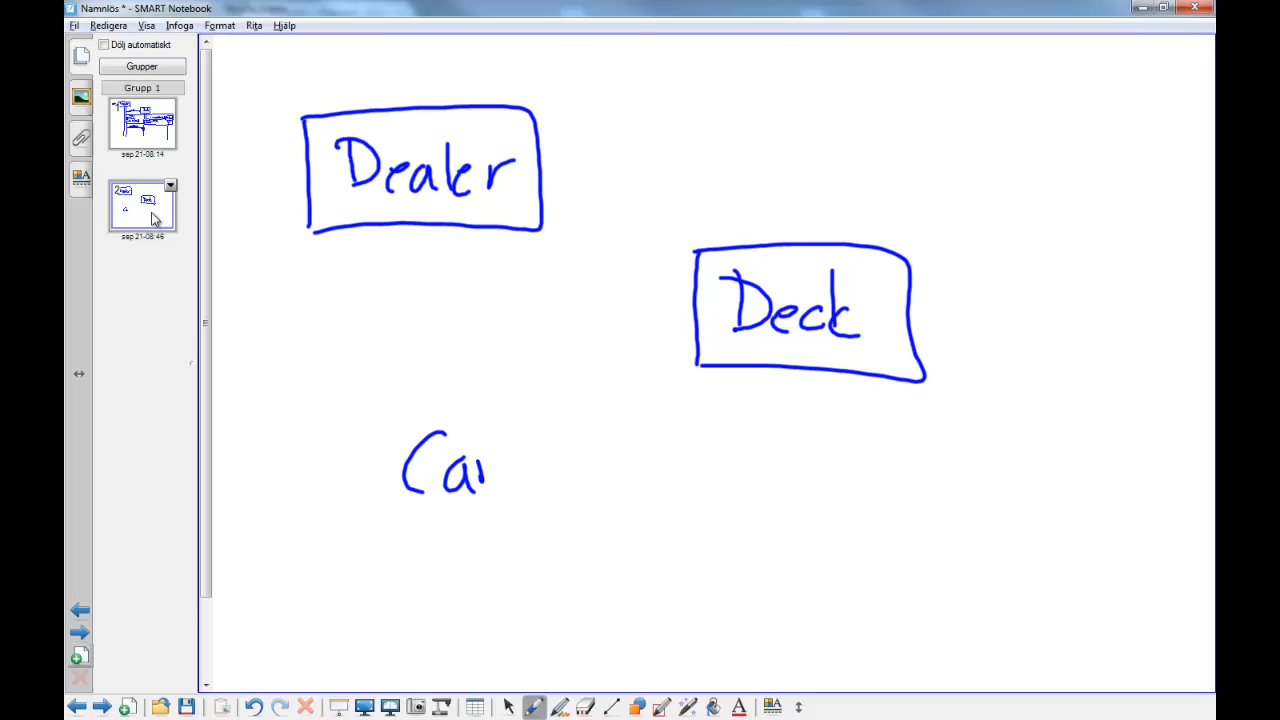 Namnlös * - SMART Notebook
Fil Redigera Visa Infoga Format Rita Hjälp
Dölj automatiskt
Grupper
Grupp 1
sep 21-08:14
sep 21-08:46
Dealer
Deck
Car